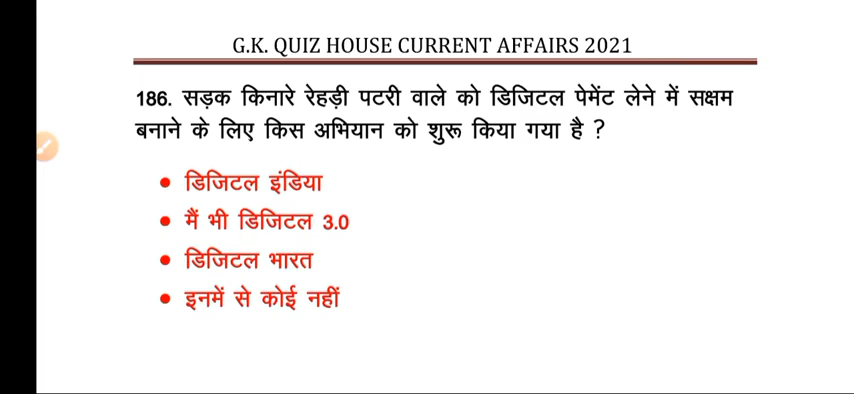 G.K. QUIZ HOUSE CURRENT AFFAIRS 2021
186. सड़क किनारे रेहड़ी पटरी वाले को डिजिटल पेमेंट लेने में सक्षम
बनाने के लिए किस अभियान को शुरू किया गया है ?
• डिजिटल इंडिया
• मैं भी डिजिटल 3.0
• डिजिटल भारत
• इनमें से कोई नहीं